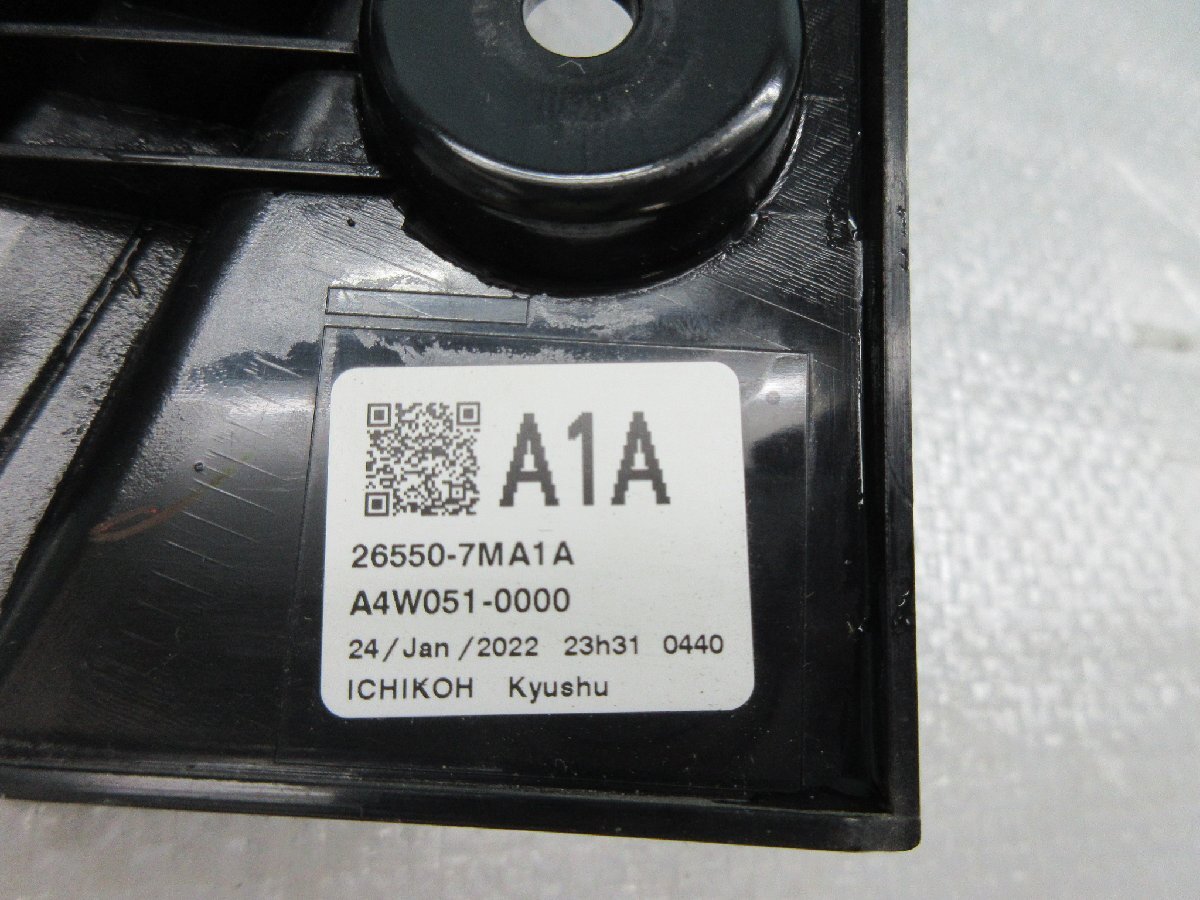 A1A
26550-7MA1A
A4W051-0000
24/Jan/2022 23h31 0440
ICHIKOH Kyushu